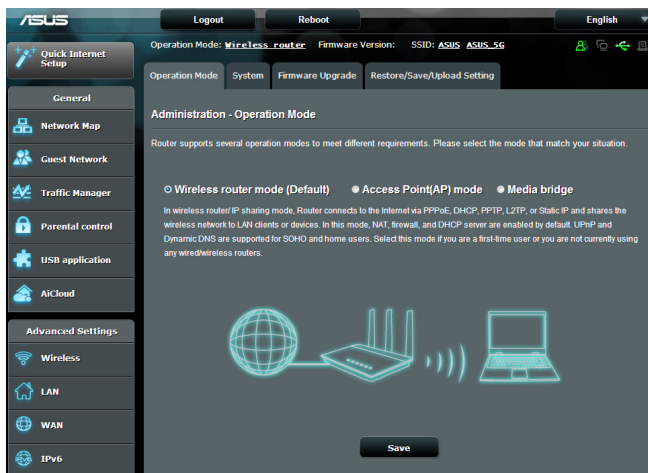 ASUS
Logout
Reboot
English
Operation Mode: Wireless router Firmware Version: SSID: ASUS ASUS_5G
Quick Internet
Setup
Operation Mode
System
Firmware Upgrade
Restore/Save/Upload Setting
General
Network Map
Guest Network
Traffic Manager
Parental control
USB application
AiCloud
Advanced Settings
Wireless
LAN
WAN
IPv6
Administration - Operation Mode
Router supports several operation modes to meet different requirements. Please select the mode that match your situation.
Wireless router mode (Default)
Access Point(AP) mode
Media bridge
In wireless router/ IP sharing mode, Router connects to the Internet via PPPoE, DHCP, PPTP, L2TP, or Static IP and shares the
wireless network to LAN clients or devices. In this mode, NAT, firewall, and DHCP server are enabled by default. UPnP and
Dynamic DNS are supported for SOHO and home users. Select this mode if you are a first-time user or you are not currently using
any wired/wireless routers.
Save